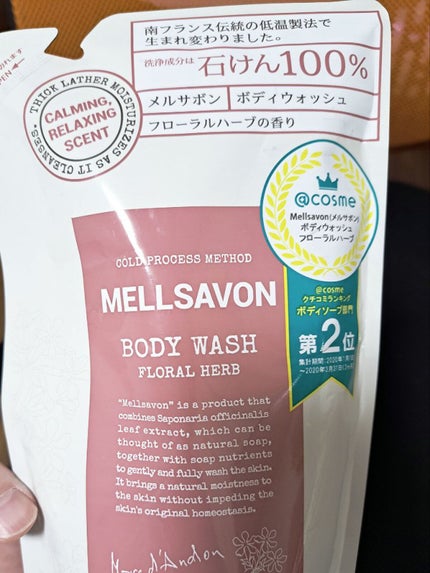 南フランス伝統の低温製法で
生まれ変わりました。
洗浄成分は 石けん100%
メルサボン ボディウォッシュ
フローラルハーブの香り
THICK LATHER MOISTURIZES AS IT CLEANSES
CALMING,
RELAXING
SCENT
@cosme
Mellsavon(メルサボン)
ボディウォッシュ
フローラルハーブ
@cosme
クチコミランキング
ボディソープ部門
第2位
COLD PROCESS METHOD
MELLSAVON
BODY WASH
FLORAL HERB
"Mellsavon" is a product that
combines Saponaria officinalis
leaf extract, which can be
thought of as natural soap,
together with soap nutrients
to gently and fully wash the skin.
It brings a natural moistness to
the skin without impeding the
skin's original homeostasis.